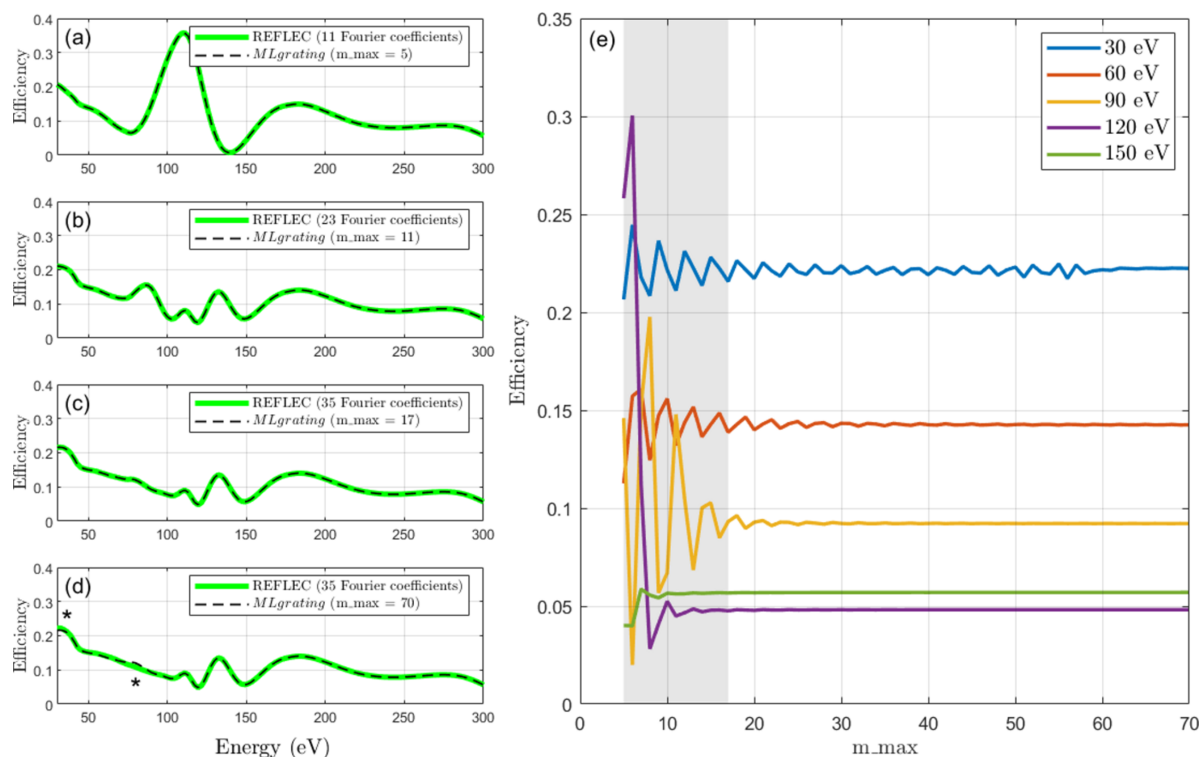 (a)
REFLEC (11 Fourier coefficients)
MLgrating (m_max = 5)
Efficiency
0.4
0.3
0.2
0.1
0
50 100 150 200 250 300
(b)
REFLEC (23 Fourier coefficients)
MLgrating (m_max = 11)
Efficiency
0.4
0.3
0.2
0.1
0
50 100 150 200 250 300
(c)
REFLEC (35 Fourier coefficients)
MLgrating (m_max = 17)
Efficiency
0.4
0.3
0.2
0.1
0
50 100 150 200 250 300
(d)
REFLEC (35 Fourier coefficients)
MLgrating (m_max = 70)
Efficiency
0.4
0.3
0.2
0.1
0
*
*
50 100 150 200 250 300
Energy (eV)
(e)
30 eV
60 eV
90 eV
120 eV
150 eV
Efficiency
0.35
0.3
0.25
0.2
0.15
0.1
0.05
0
0 10 20 30 40 50 60 70
m_max